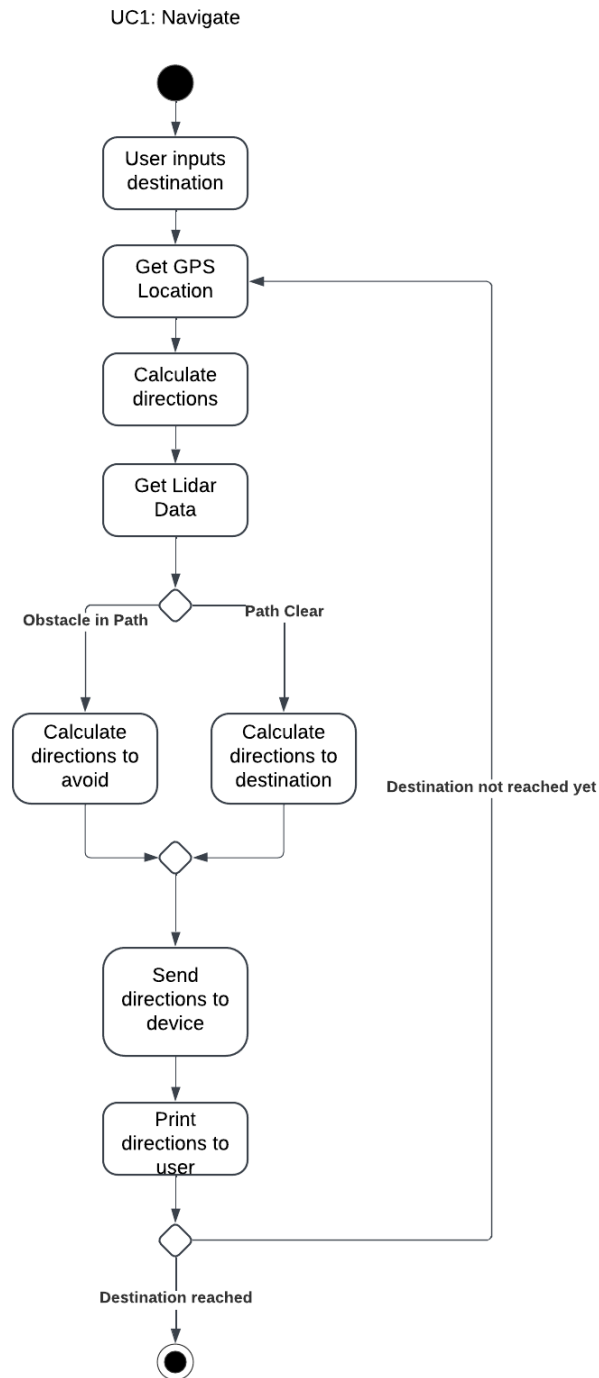 UC1: Navigate
User inputs
destination
Get GPS
Location
Calculate
directions
Get Lidar
Data
Obstacle in Path
Path Clear
Calculate
directions to
avoid
Calculate
directions to
destination
Destination not reached yet
Send
directions to
device
Print
directions to
user
Destination reached